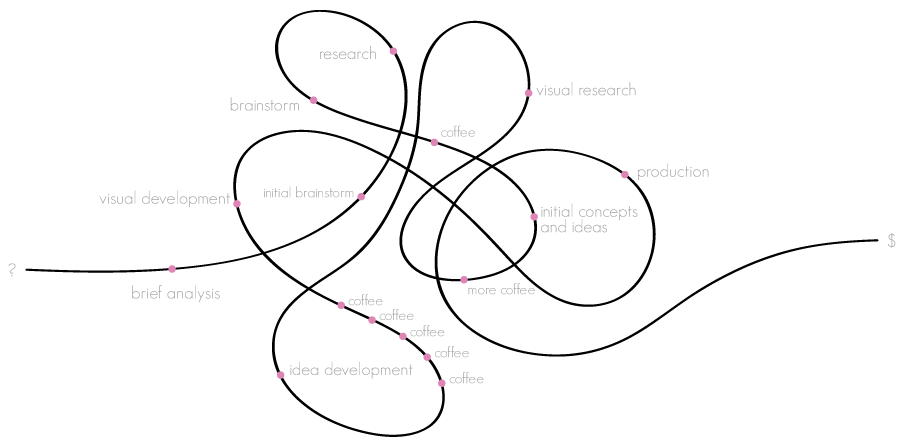 research
visual research
brainstorm
coffee
production
initial brainstorm
visual development
initial concepts
and ideas
?
$
brief analysis
more coffee
coffee
coffee
coffee
coffee
idea development
coffee